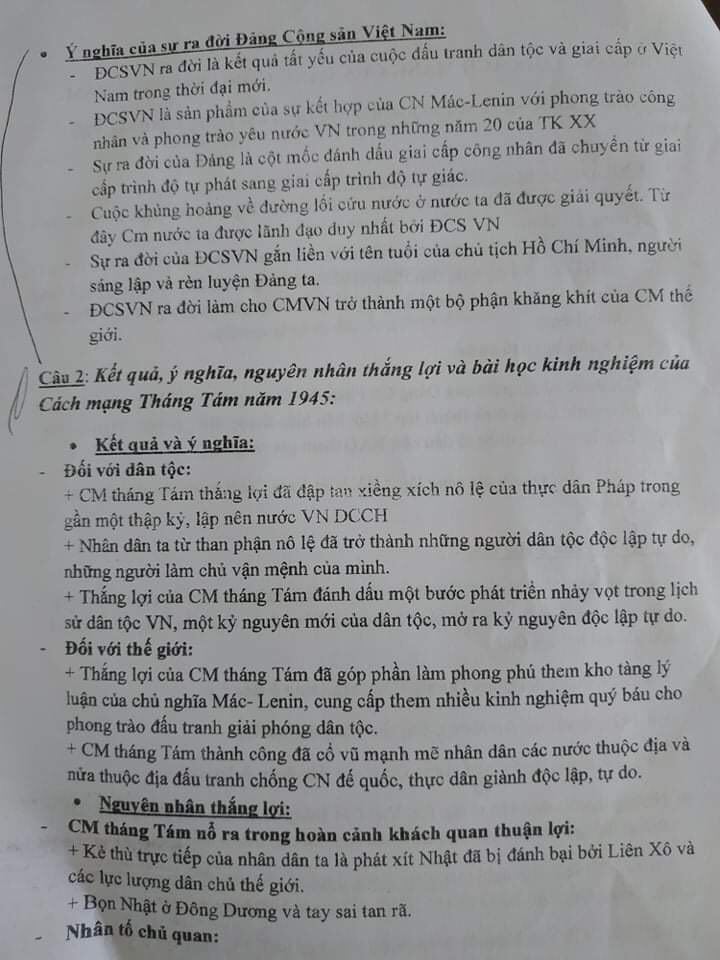 • Ý nghĩa của sự ra đời Đảng Cộng sản Việt Nam:
- ĐCSVN ra đời là kết quả tất yếu của cuộc đấu tranh dân tộc và giai cấp ở Việt
Nam trong thời đại mới.
- ĐCSVN là sản phẩm của sự kết hợp của CN Mác-Lenin với phong trào công
nhân và phong trào yêu nước VN trong những năm 20 của TK XX
- Sự ra đời của Đảng là cột mốc đánh dấu giai cấp công nhân đã chuyển từ giai
cấp trình độ tự phát sang giai cấp trình độ tự giác.
- Cuộc khủng hoảng về đường lối cứu nước ở nước ta đã được giải quyết. Từ
đây Cm nước ta được lãnh đạo duy nhất bởi ĐCS VN
- Sự ra đời của ĐCSVN gắn liền với tên tuổi của chủ tịch Hồ Chí Minh, người
sáng lập và rèn luyện Đảng ta.
- ĐCSVN ra đời làm cho CMVN trở thành một bộ phận khăng khít của CM thế
giới.
Câu 2: Kết quả, ý nghĩa, nguyên nhân thắng lợi và bài học kinh nghiệm của
Cách mạng Tháng Tám năm 1945:
• Kết quả và ý nghĩa:
- Đối với dân tộc:
+ CM tháng Tám thắng lợi đã đập tan xiềng xích nô lệ của thực dân Pháp trong
gần một thập kỷ, lập nên nước VN DCCH
+ Nhân dân ta từ than phận nô lệ đã trở thành những người dân tộc độc lập tự do,
những người làm chủ vận mệnh của mình.
+ Thắng lợi của CM tháng Tám đánh dấu một bước phát triển nhảy vọt trong lịch
sử dân tộc VN, một kỷ nguyên mới của dân tộc, mở ra kỷ nguyên độc lập tự do.
- Đối với thế giới:
+ Thắng lợi của CM tháng Tám đã góp phần làm phong phú them kho tàng lý
luận của chủ nghĩa Mác- Lenin, cung cấp them nhiều kinh nghiệm quý báu cho
phong trào đấu tranh giải phóng dân tộc.
+ CM tháng Tám thành công đã cổ vũ mạnh mẽ nhân dân các nước thuộc địa và
nửa thuộc địa đấu tranh chống CN đế quốc, thực dân giành độc lập, tự do.
• Nguyên nhân thắng lợi:
- CM tháng Tám nổ ra trong hoàn cảnh khách quan thuận lợi:
+ Kẻ thù trực tiếp của nhân dân ta là phát xít Nhật đã bị đánh bại bởi Liên Xô và
các lực lượng dân chủ thế giới.
+ Bọn Nhật ở Đông Dương và tay sai tan rã.
- Nhân tố chủ quan: